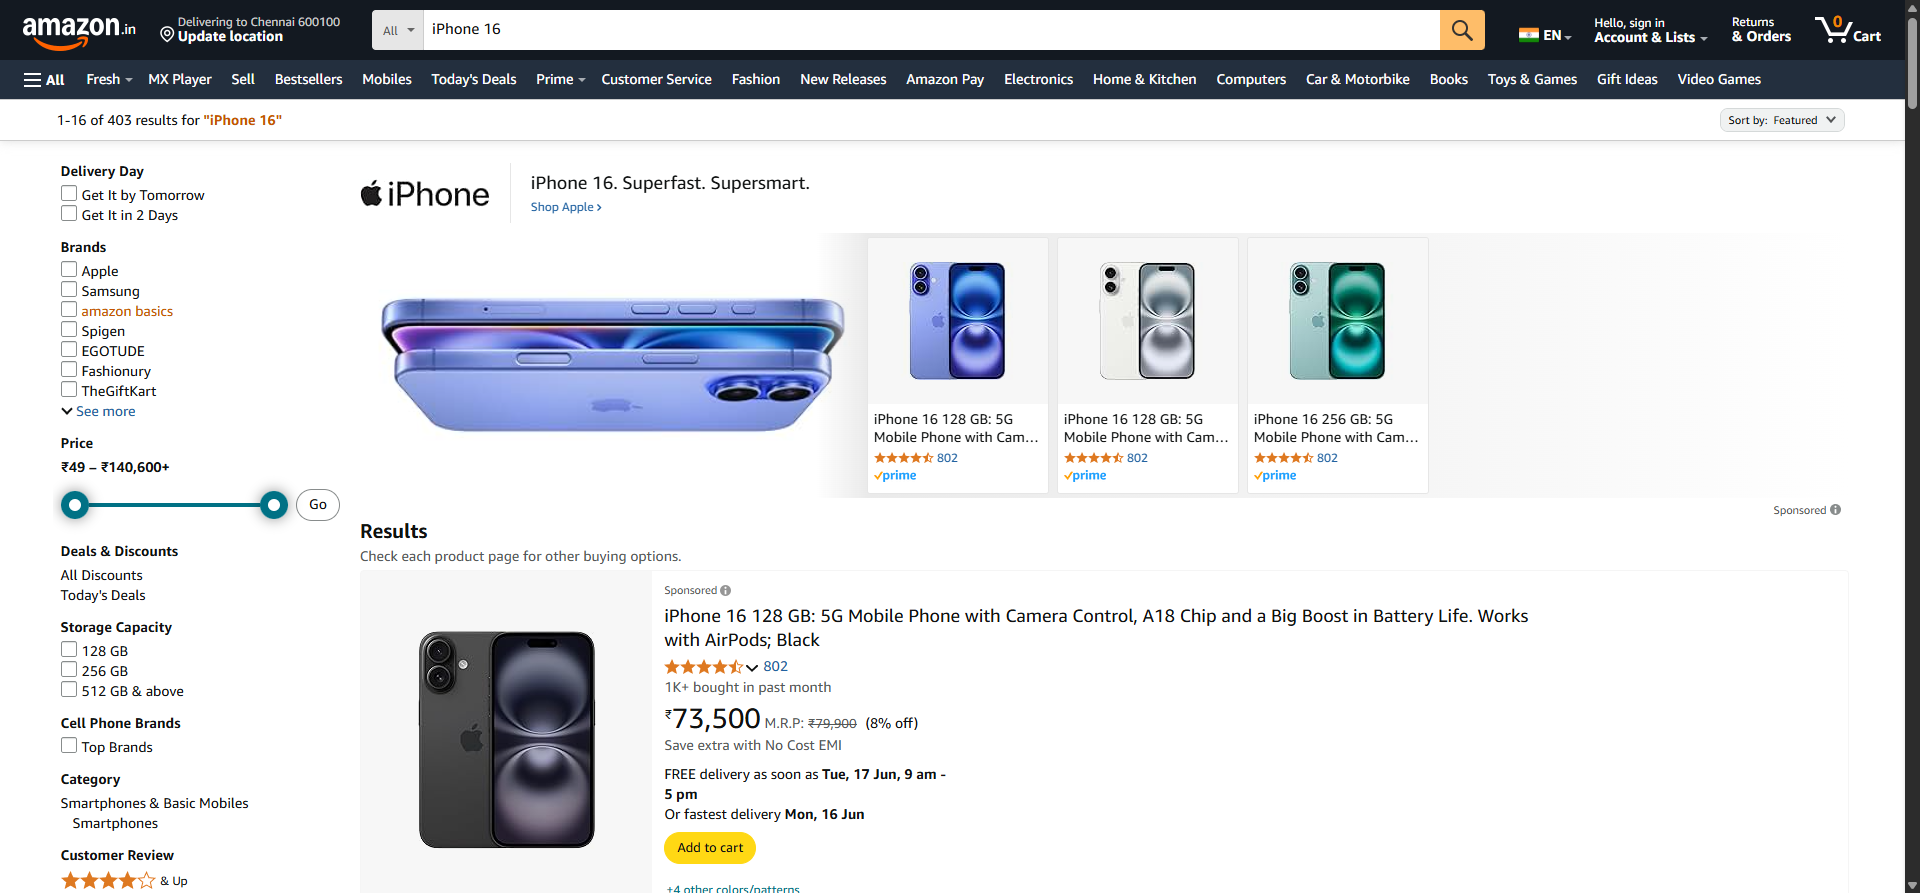 amazon.in
Delivering to Chennai 600100
Update location
All
iPhone 16
EN
Hello, sign in
Account & Lists
Returns
& Orders
0
Cart
All
Fresh
MX Player
Sell
Bestsellers
Mobiles
Today's Deals
Prime
Customer Service
Fashion
New Releases
Amazon Pay
Electronics
Home & Kitchen
Computers
Car & Motorbike
Books
Toys & Games
Gift Ideas
Video Games
1-16 of 403 results for "iPhone 16"
Sort by: Featured
Delivery Day
Get It by Tomorrow
Get It in 2 Days
Brands
Apple
Samsung
amazon basics
Spigen
EGOTUDE
Fashionury
TheGiftKart
See more
Price
₹49 – ₹140,600+
Go
Deals & Discounts
All Discounts
Today's Deals
Storage Capacity
128 GB
256 GB
512 GB & above
Cell Phone Brands
Top Brands
Category
Smartphones & Basic Mobiles
Smartphones
Customer Review
& Up
iPhone
iPhone 16. Superfast. Supersmart.
Shop Apple ›
iPhone 16 128 GB: 5G
Mobile Phone with Cam...
802
prime
iPhone 16 128 GB: 5G
Mobile Phone with Cam...
802
prime
iPhone 16 256 GB: 5G
Mobile Phone with Cam...
802
prime
Sponsored
Results
Check each product page for other buying options.
Sponsored
iPhone 16 128 GB: 5G Mobile Phone with Camera Control, A18 Chip and a Big Boost in Battery Life. Works
with AirPods; Black
802
1K+ bought in past month
₹73,500 M.R.P: ₹79,900 (8% off)
Save extra with No Cost EMI
FREE delivery as soon as Tue, 17 Jun, 9 am -
5 pm
Or fastest delivery Mon, 16 Jun
Add to cart
+4 other colors/patterns